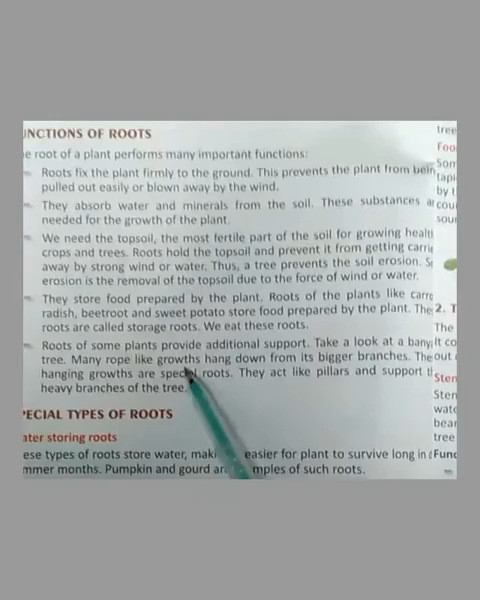 UNCTIONS OF ROOTS
e root of a plant performs many important functions:
Roots fix the plant firmly to the ground. This prevents the plant from bein
pulled out easily or blown away by the wind.
They absorb water and minerals from the soil. These substances a
needed for the growth of the plant.
We need the topsoil, the most fertile part of the soil for growing healt
crops and trees. Roots hold the topsoil and prevent it from getting carrie
away by strong wind or water. Thus, a tree prevents the soil erosion. S
erosion is the removal of the topsoil due to the force of wind or water.
They store food prepared by the plant. Roots of the plants like carro
radish, beetroot and sweet potato store food prepared by the plant. The
roots are called storage roots. We eat these roots.
Roots of some plants provide additional support. Take a look at a bany
tree. Many rope like growths hang down from its bigger branches. The
hanging growths are special roots. They act like pillars and support t
heavy branches of the tree.
PECIAL TYPES OF ROOTS
ater storing roots
ese types of roots store water, maki easier for plant to survive long in
mmer months. Pumpkin and gourd ar mples of such roots.
tree
Foo
Som
tapi
by t
cou
sour
2. T
The
It co
out
Sten
Sten
wate
bear
tree
Func